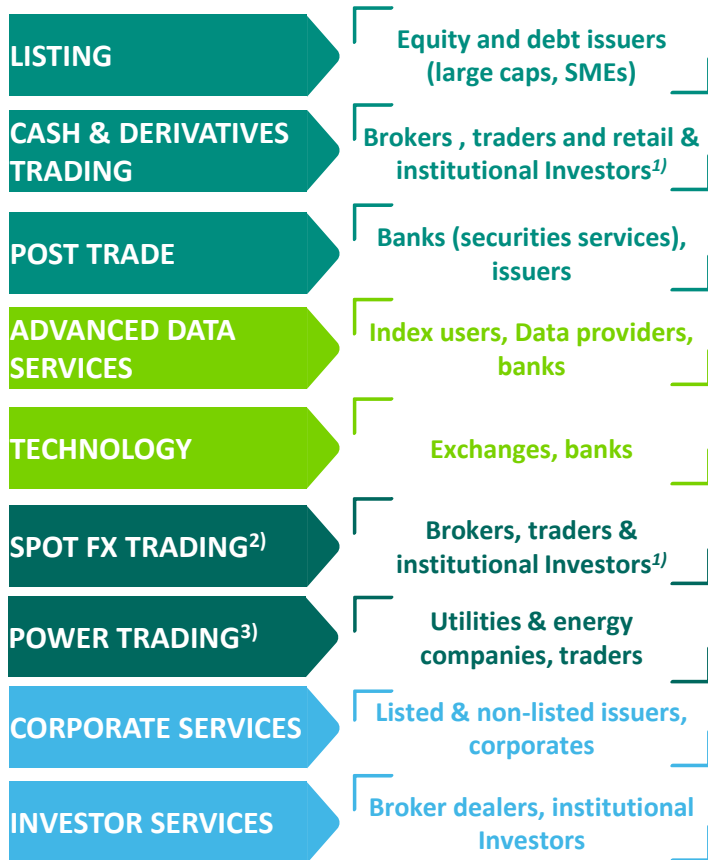 LISTING
Equity and debt issuers
(large caps, SMEs)
CASH & DERIVATIVES
TRADING
Brokers , traders and retail &
institutional Investors1)
POST TRADE
Banks (securities services),
issuers
ADVANCED DATA
SERVICES
Index users, Data providers,
banks
TECHNOLOGY
Exchanges, banks
SPOT FX TRADING2)
Brokers, traders &
institutional Investors1)
POWER TRADING3)
Utilities & energy
companies, traders
CORPORATE SERVICES
Listed & non-listed issuers,
corporates
INVESTOR SERVICES
Broker dealers, institutional
Investors